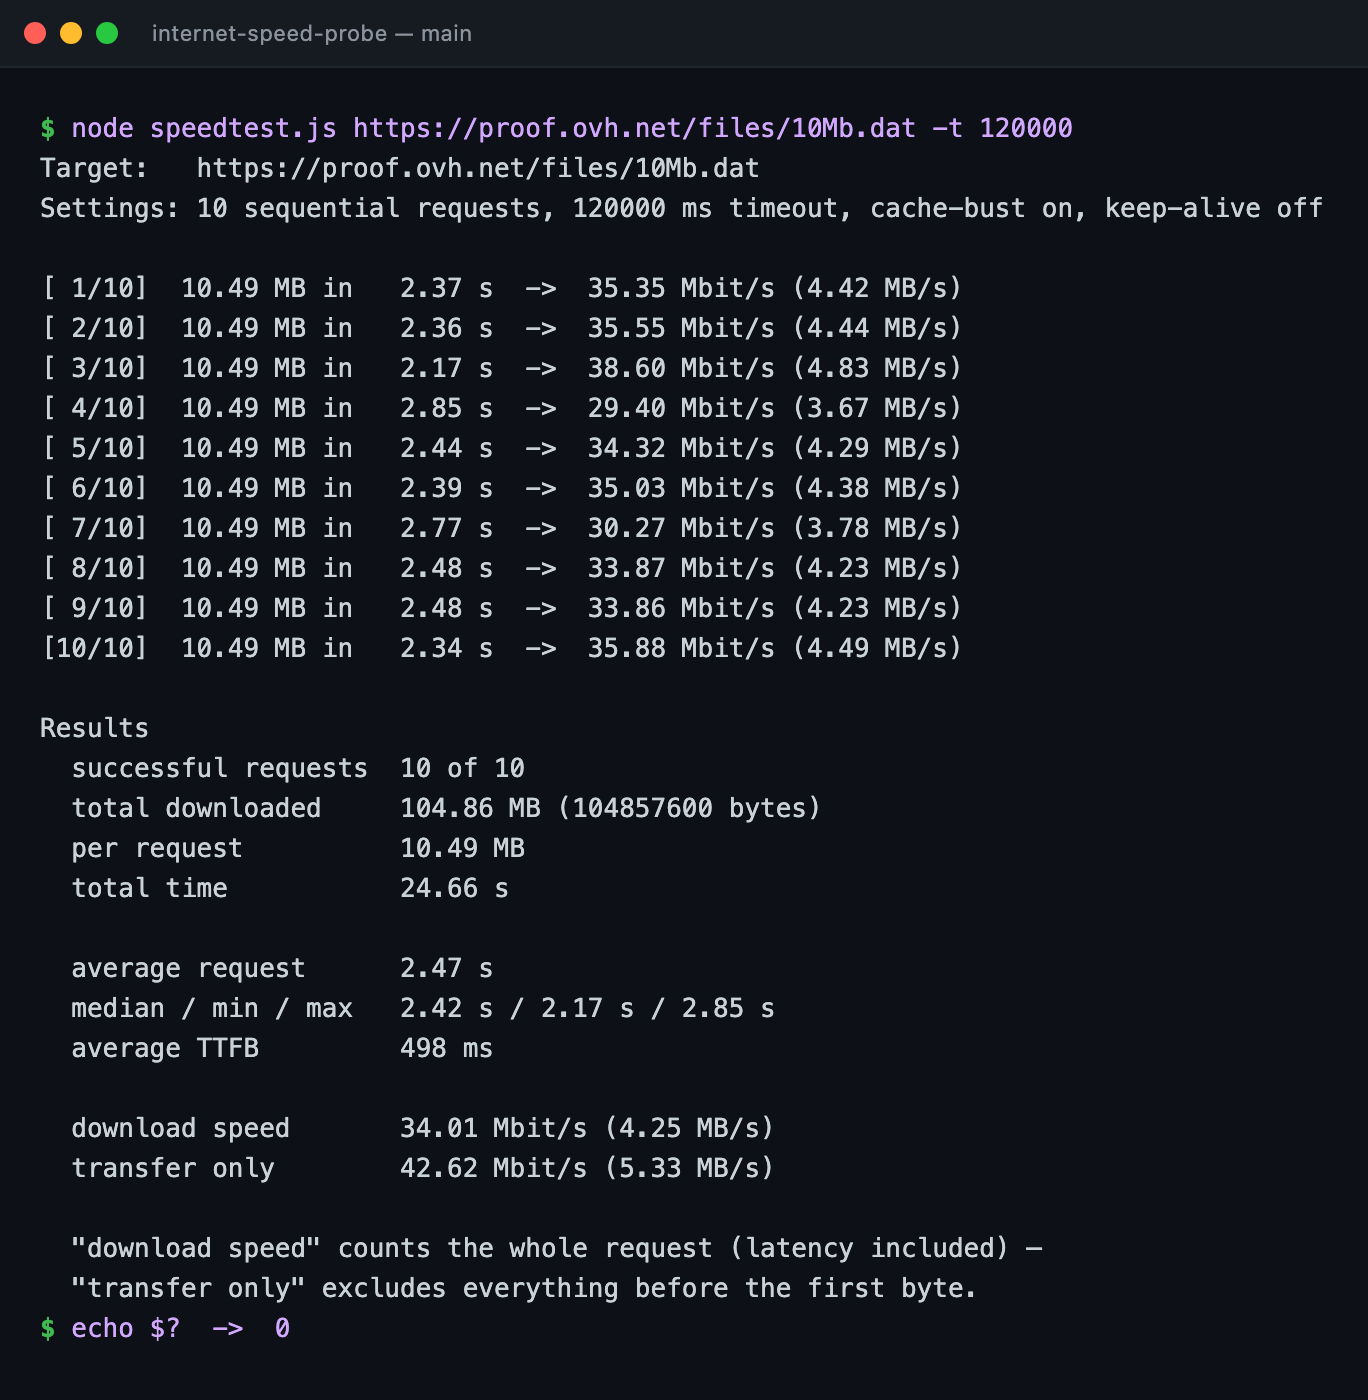 internet-speed-probe — main
$ node speedtest.js https://proof.ovh.net/files/10Mb.dat -t 120000
Target:   https://proof.ovh.net/files/10Mb.dat
Settings: 10 sequential requests, 120000 ms timeout, cache-bust on, keep-alive off
[ 1/10]  10.49 MB in   2.37 s  ->  35.35 Mbit/s (4.42 MB/s)
[ 2/10]  10.49 MB in   2.36 s  ->  35.55 Mbit/s (4.44 MB/s)
[ 3/10]  10.49 MB in   2.17 s  ->  38.60 Mbit/s (4.83 MB/s)
[ 4/10]  10.49 MB in   2.85 s  ->  29.40 Mbit/s (3.67 MB/s)
[ 5/10]  10.49 MB in   2.44 s  ->  34.32 Mbit/s (4.29 MB/s)
[ 6/10]  10.49 MB in   2.39 s  ->  35.03 Mbit/s (4.38 MB/s)
[ 7/10]  10.49 MB in   2.77 s  ->  30.27 Mbit/s (3.78 MB/s)
[ 8/10]  10.49 MB in   2.48 s  ->  33.87 Mbit/s (4.23 MB/s)
[ 9/10]  10.49 MB in   2.48 s  ->  33.86 Mbit/s (4.23 MB/s)
[10/10]  10.49 MB in   2.34 s  ->  35.88 Mbit/s (4.49 MB/s)
Results
  successful requests  10 of 10
  total downloaded     104.86 MB (104857600 bytes)
  per request          10.49 MB
  total time           24.66 s
  average request      2.47 s
  median / min / max   2.42 s / 2.17 s / 2.85 s
  average TTFB         498 ms
  download speed       34.01 Mbit/s (4.25 MB/s)
  transfer only        42.62 Mbit/s (5.33 MB/s)
  "download speed" counts the whole request (latency included) —
  "transfer only" excludes everything before the first byte.
$ echo $?  ->  0